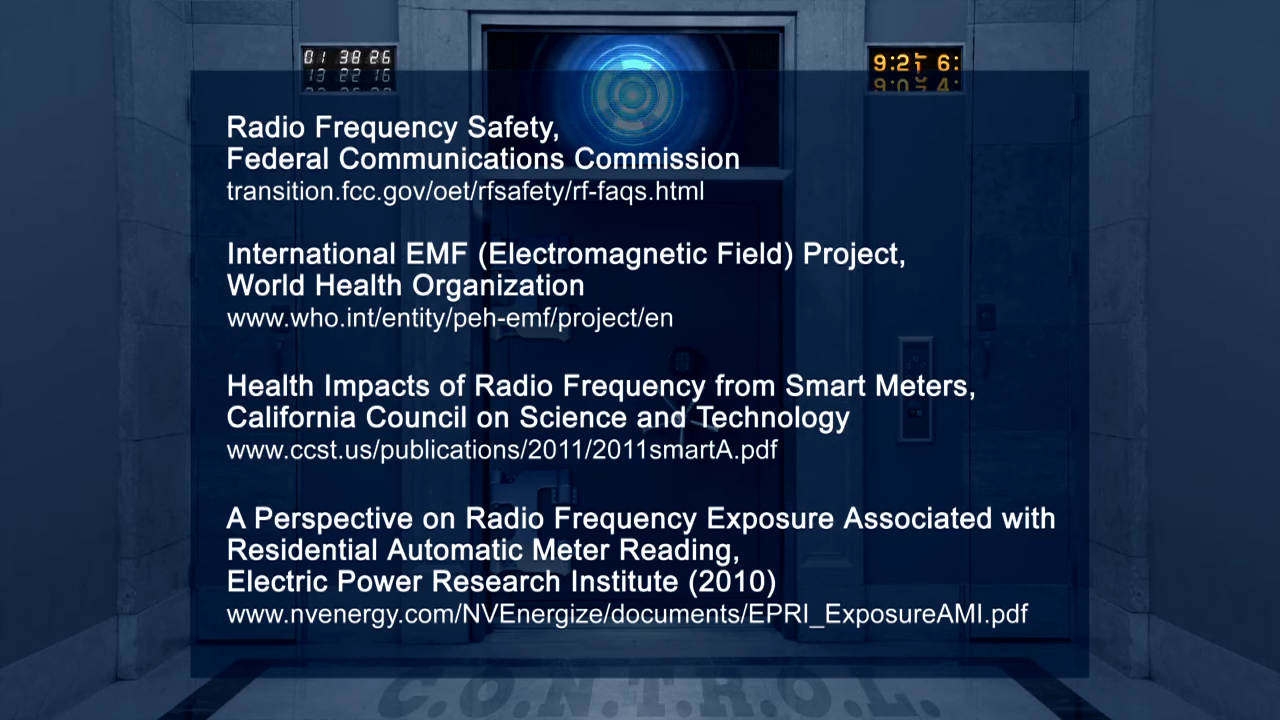 01 38 26
13 22 16
9:21 6:
Radio Frequency Safety,
Federal Communications Commission
transition.fcc.gov/oet/rfsafety/rf-faqs.html
International EMF (Electromagnetic Field) Project,
World Health Organization
www.who.int/entity/peh-emf/project/en
Health Impacts of Radio Frequency from Smart Meters,
California Council on Science and Technology
www.ccst.us/publications/2011/2011smartA.pdf
A Perspective on Radio Frequency Exposure Associated with
Residential Automatic Meter Reading,
Electric Power Research Institute (2010)
www.nvenergy.com/NVEnergize/documents/EPRI_ExposureAMI.pdf
C.O.N.T.R.O.L.